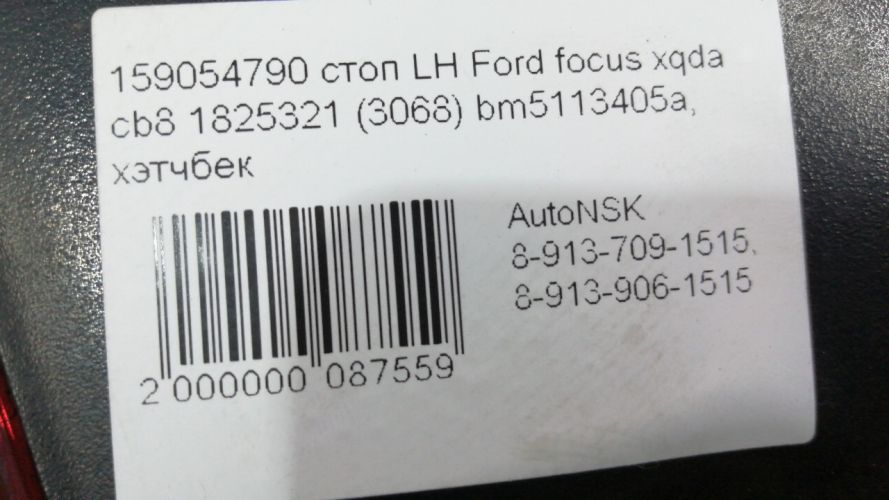 159054790 стоп LH Ford focus xqda
cb8 1825321 (3068) bm5113405a,
хэтчбек
AutoNSK
8-913-709-1515,
8-913-906-1515
2 000000 087559